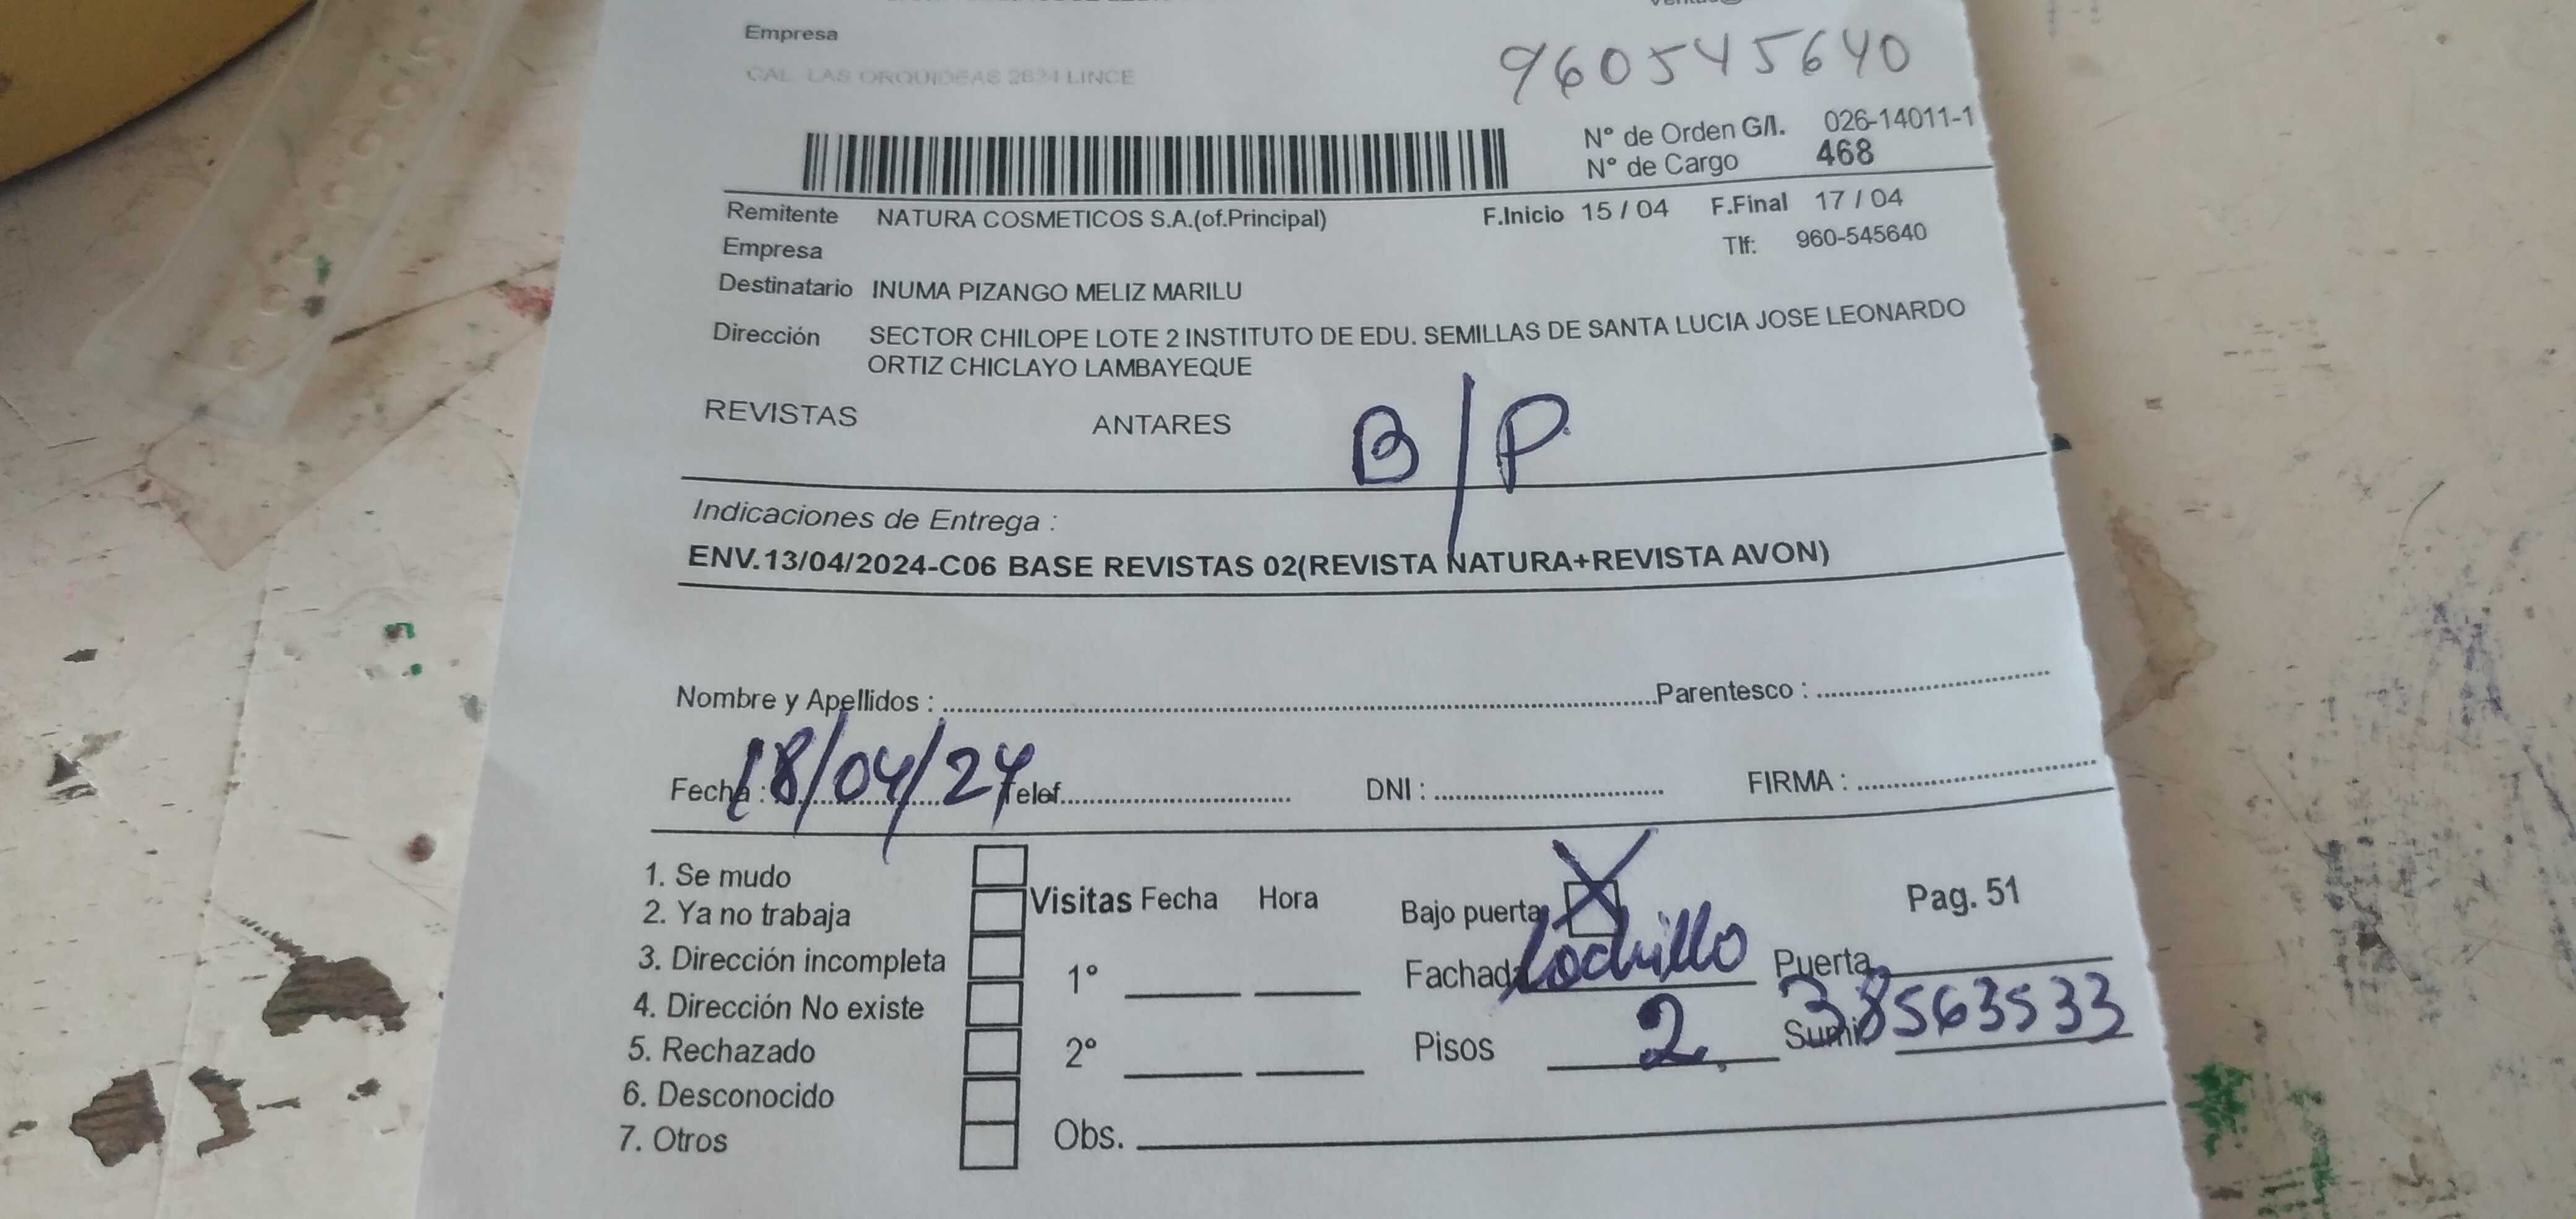 Empresa
CAL. LAS ORQUIDEAS 2634 LINCE
960545640
N° de Orden G/I. 026-14011-1
N° de Cargo 468
Remitente NATURA COSMETICOS S.A.(of.Principal) F.Inicio 15 / 04 F.Final 17 / 04
Empresa Tlf: 960-545640
Destinatario INUMA PIZANGO MELIZ MARILU
Dirección SECTOR CHILOPE LOTE 2 INSTITUTO DE EDU. SEMILLAS DE SANTA LUCIA JOSE LEONARDO
ORTIZ CHICLAYO LAMBAYEQUE
REVISTAS ANTARES B/P
Indicaciones de Entrega :
ENV.13/04/2024-C06 BASE REVISTAS 02(REVISTA NATURA+REVISTA AVON)
Nombre y Apellidos : Parentesco :
Fecha : 18/04/24 Telef. DNI : FIRMA :
1. Se mudo
2. Ya no trabaja
3. Dirección incompleta
4. Dirección No existe
5. Rechazado
6. Desconocido
7. Otros
Visitas Fecha Hora
1°
2°
Obs.
Bajo puerta X Pag. 51
Fachada Puerta
Pisos 2 Sumi 38563533